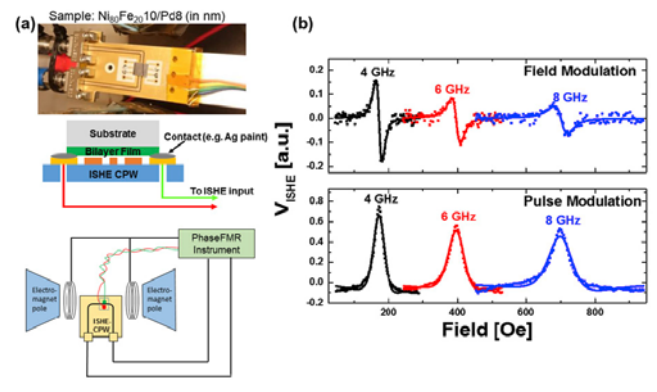 Sample: Ni80Fe2010/Pd8 (in nm)
(a)
Substrate
Bilayer Film
ISHE CPW
Contact (e.g. Ag paint)
To ISHE input
PhaseFMR
Instrument
Electro-
magnet
pole
Electro-
magnet
pole
ISHE
CPW
(b)
4 GHz
6 GHz
8 GHz
Field Modulation
0.2
0.1
0.0
-0.1
-0.2
VISHE [a.u.]
4 GHz
6 GHz
8 GHz
Pulse Modulation
0.8
0.6
0.4
0.2
0.0
-0.2
200 400 600 800
Field [Oe]